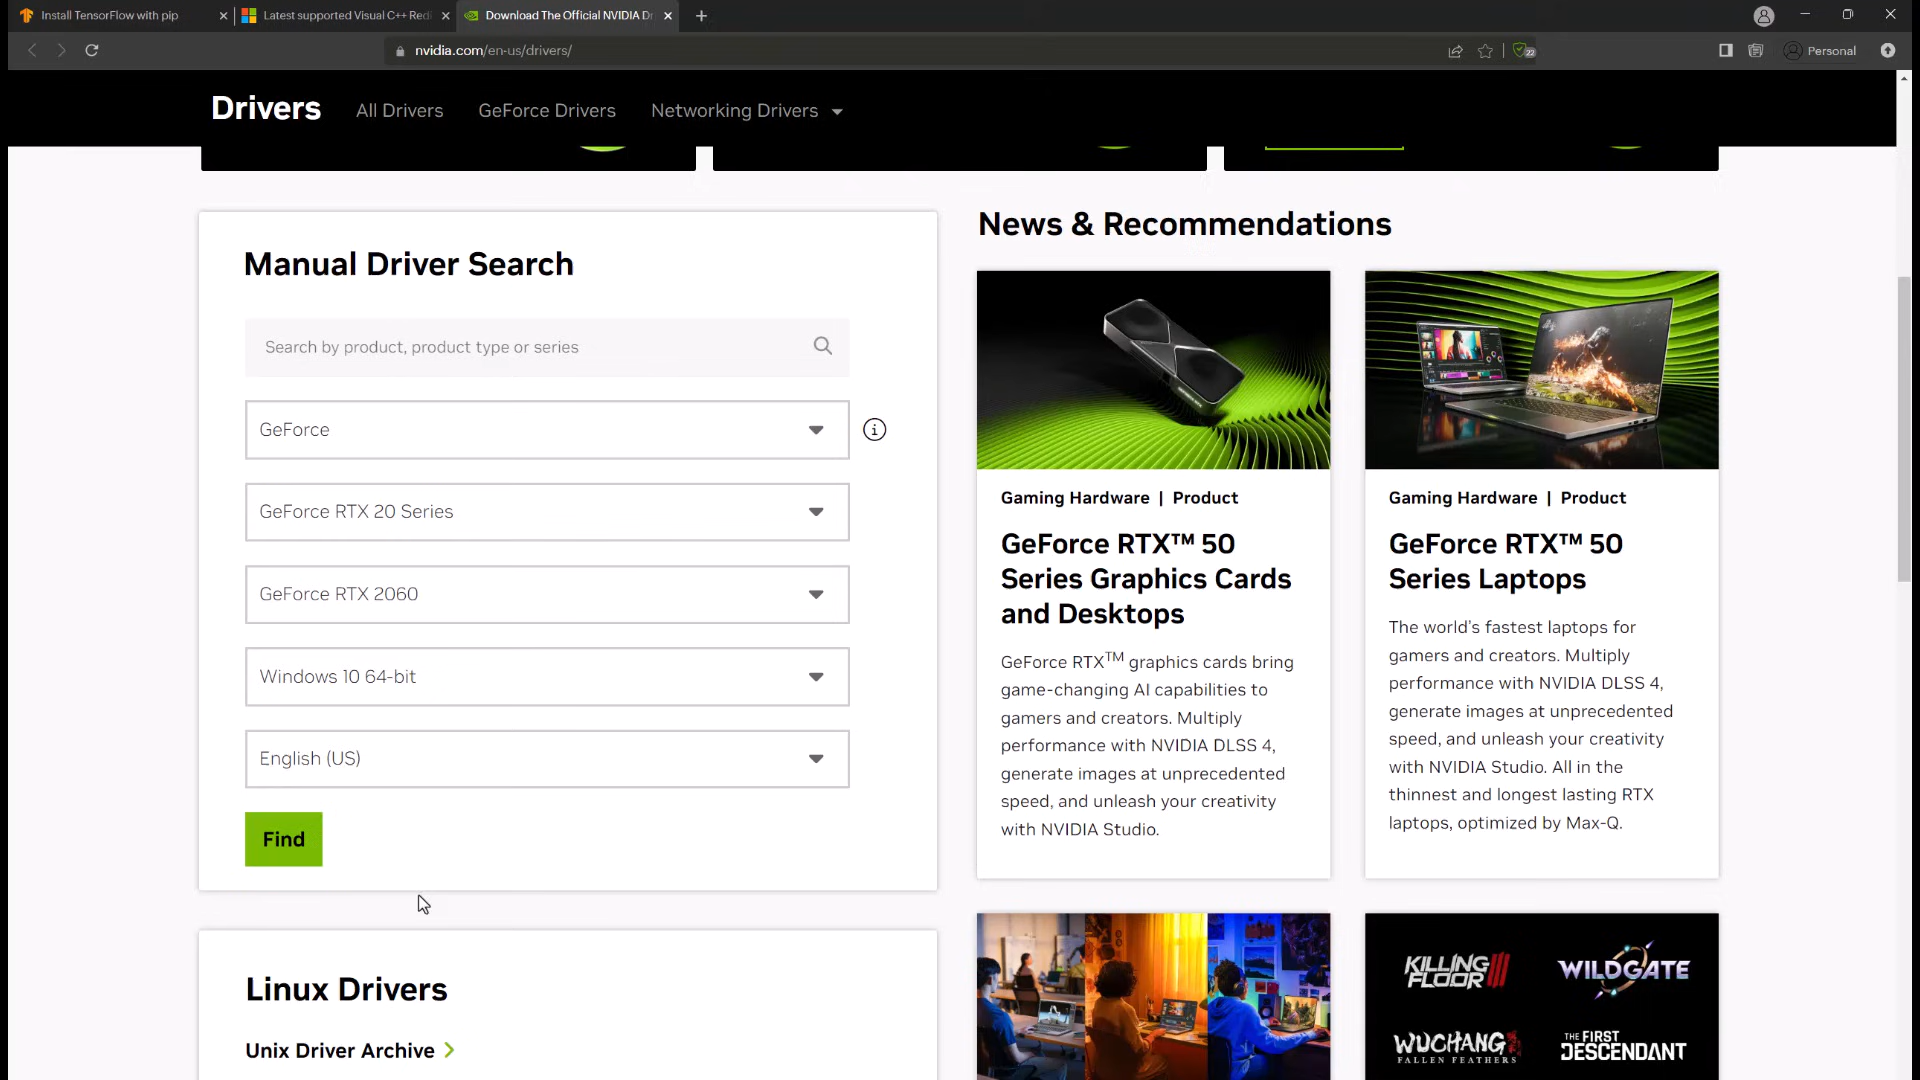 Install TensorFlow with pip
Latest supported Visual C++ Redi
Download The Official NVIDIA Dr
nvidia.com/en-us/drivers/
22
Personal
Drivers
All Drivers
GeForce Drivers
Networking Drivers
Manual Driver Search
Search by product, product type or series
GeForce
GeForce RTX 20 Series
GeForce RTX 2060
Windows 10 64-bit
English (US)
Find
Linux Drivers
Unix Driver Archive
News & Recommendations
Gaming Hardware | Product
GeForce RTX™ 50
Series Graphics Cards
and Desktops
GeForce RTX™ graphics cards bring
game-changing AI capabilities to
gamers and creators. Multiply
performance with NVIDIA DLSS 4,
generate images at unprecedented
speed, and unleash your creativity
with NVIDIA Studio.
Gaming Hardware | Product
GeForce RTX™ 50
Series Laptops
The world's fastest laptops for
gamers and creators. Multiply
performance with NVIDIA DLSS 4,
generate images at unprecedented
speed, and unleash your creativity
with NVIDIA Studio. All in the
thinnest and longest lasting RTX
laptops, optimized by Max-Q.
KILLING
FLOOR III
WILDGATE
WUCHANG
FALLEN FEATHERS
THE FIRST
DESCENDANT